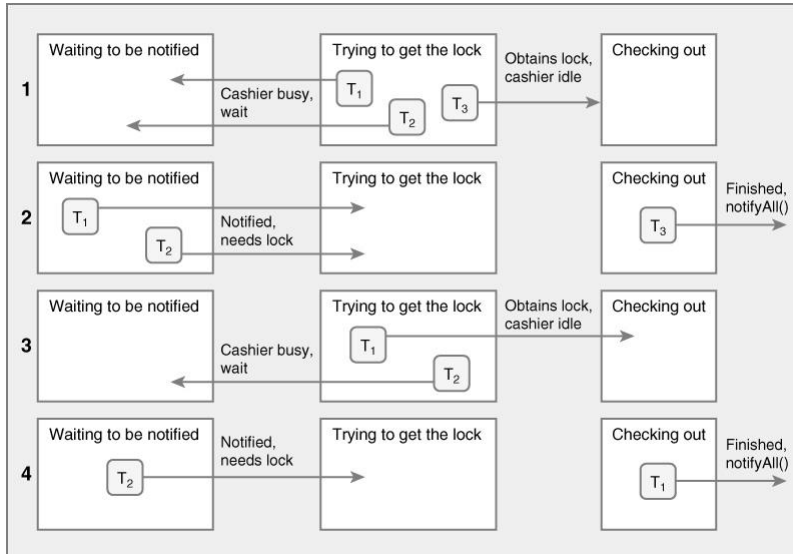 Waiting to be notified
Trying to get the lock
Obtains lock,
cashier idle
Checking out
1
Cashier busy,
wait
T1
T2
T3
Waiting to be notified
Trying to get the lock
Checking out
Finished,
notifyAll()
2
T1
T2
Notified,
needs lock
T3
Waiting to be notified
Trying to get the lock
Obtains lock,
cashier idle
Checking out
3
Cashier busy,
wait
T1
T2
Waiting to be notified
Notified,
needs lock
Trying to get the lock
Checking out
Finished,
notifyAll()
4
T2
T1